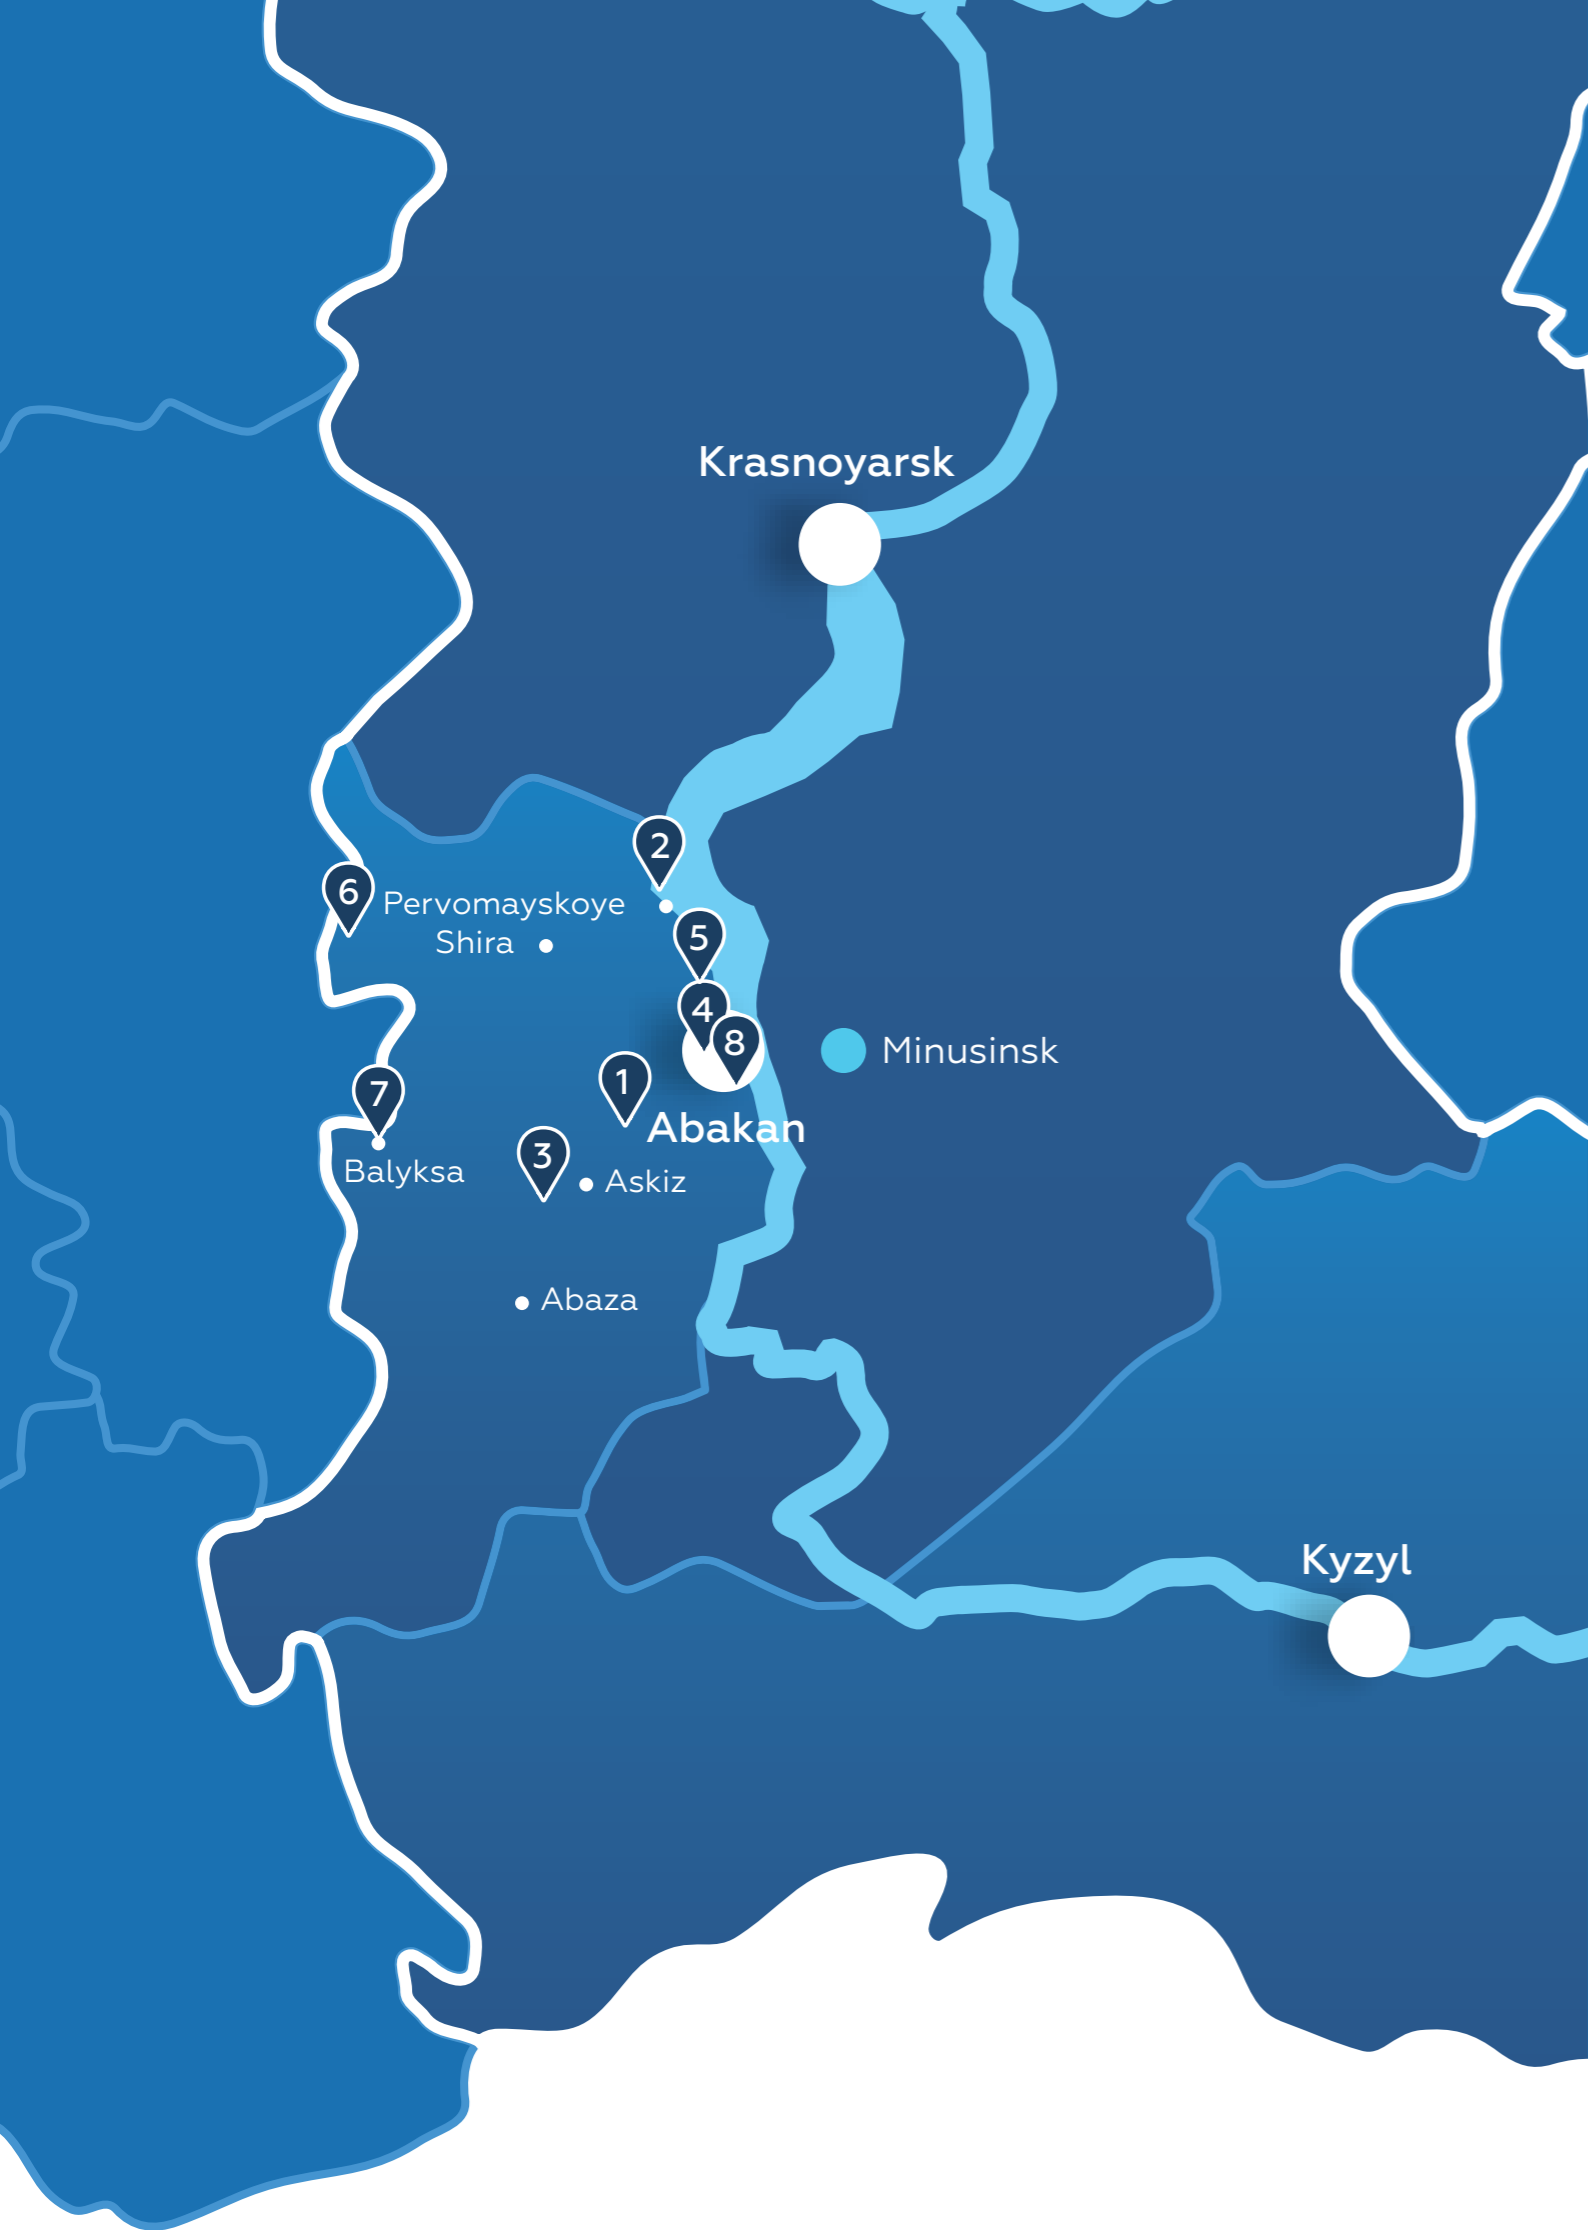 Krasnoyarsk
2
6
Pervomayskoye
5
Shira
4
8
Minusinsk
1
7
Abakan
3
Balyksa
Askiz
Abaza
Kyzyl